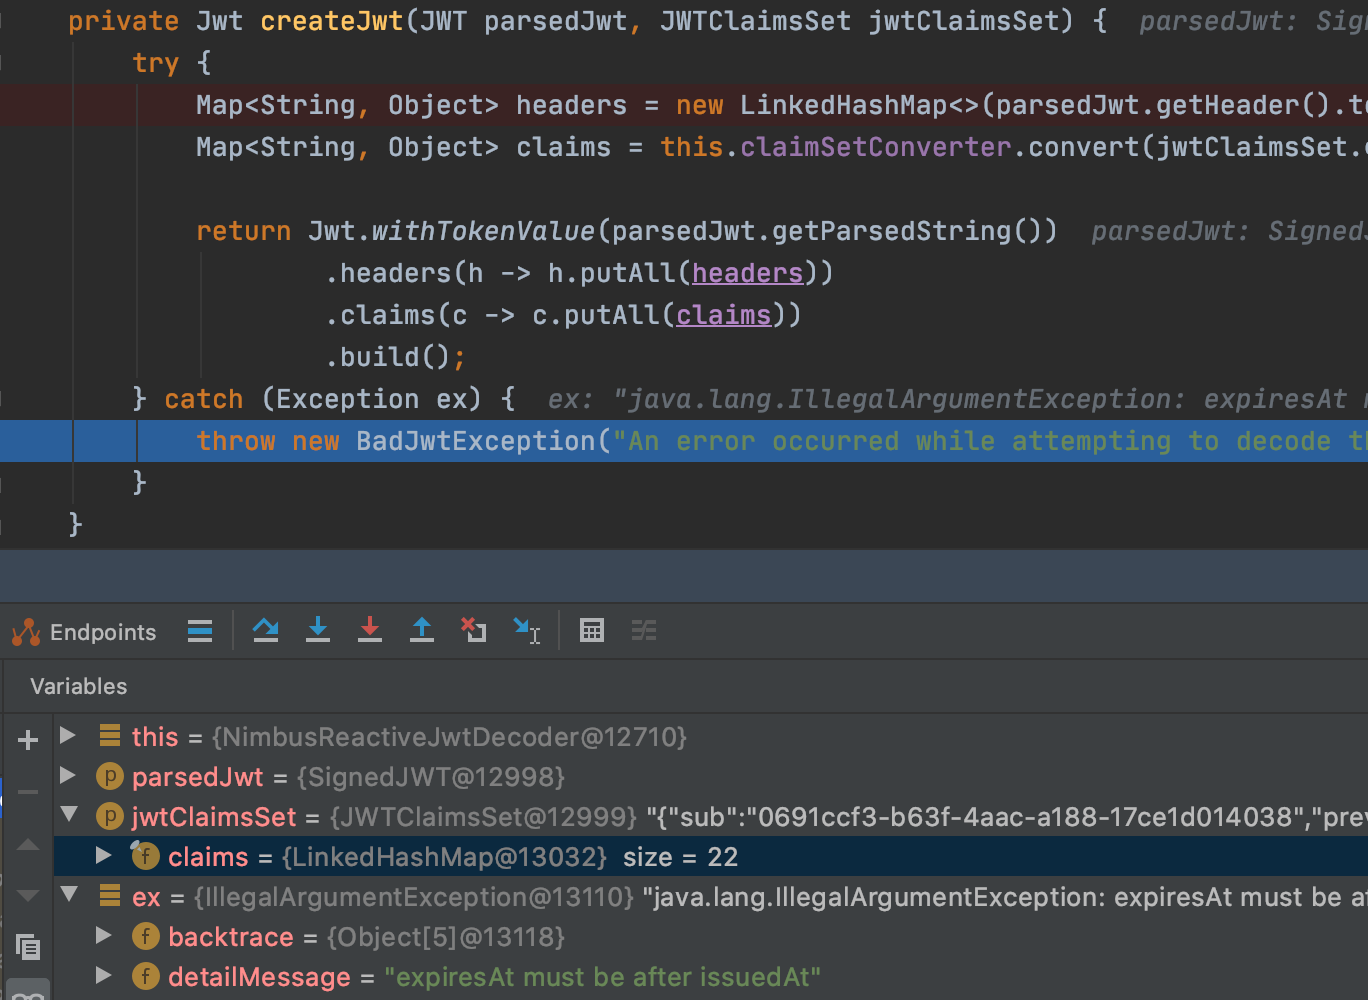 private Jwt createJwt(JWT parsedJwt, JWTClaimsSet jwtClaimsSet) { parsedJwt: Sign
try {
Map<String, Object> headers = new LinkedHashMap<>(parsedJwt.getHeader().to
Map<String, Object> claims = this.claimSetConverter.convert(jwtClaimsSet.
return Jwt.withTokenValue(parsedJwt.getParsedString()) parsedJwt: SignedJ
.headers(h -> h.putAll(headers))
.claims(c -> c.putAll(claims))
.build();
} catch (Exception ex) { ex: "java.lang.IllegalArgumentException: expiresAt
throw new BadJwtException("An error occurred while attempting to decode th
}
}
Endpoints
Variables
this = {NimbusReactiveJwtDecoder@12710}
p parsedJwt = {SignedJWT@12998}
p jwtClaimsSet = {JWTClaimsSet@12999} "{"sub":"0691ccf3-b63f-4aac-a188-17ce1d014038","prev
f claims = {LinkedHashMap@13032} size = 22
ex = {IllegalArgumentException@13110} "java.lang.IllegalArgumentException: expiresAt must be af
f backtrace = {Object[5]@13118}
f detailMessage = "expiresAt must be after issuedAt"